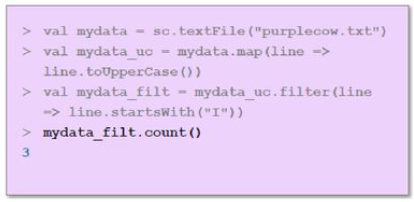 > val mydata = sc.textFile("purplecow.txt")
> val mydata_uc = mydata.map(line =>
line.toUpperCase())
> val mydata_filt = mydata_uc.filter(line
=> line.startsWith("I"))
> mydata_filt.count()
3